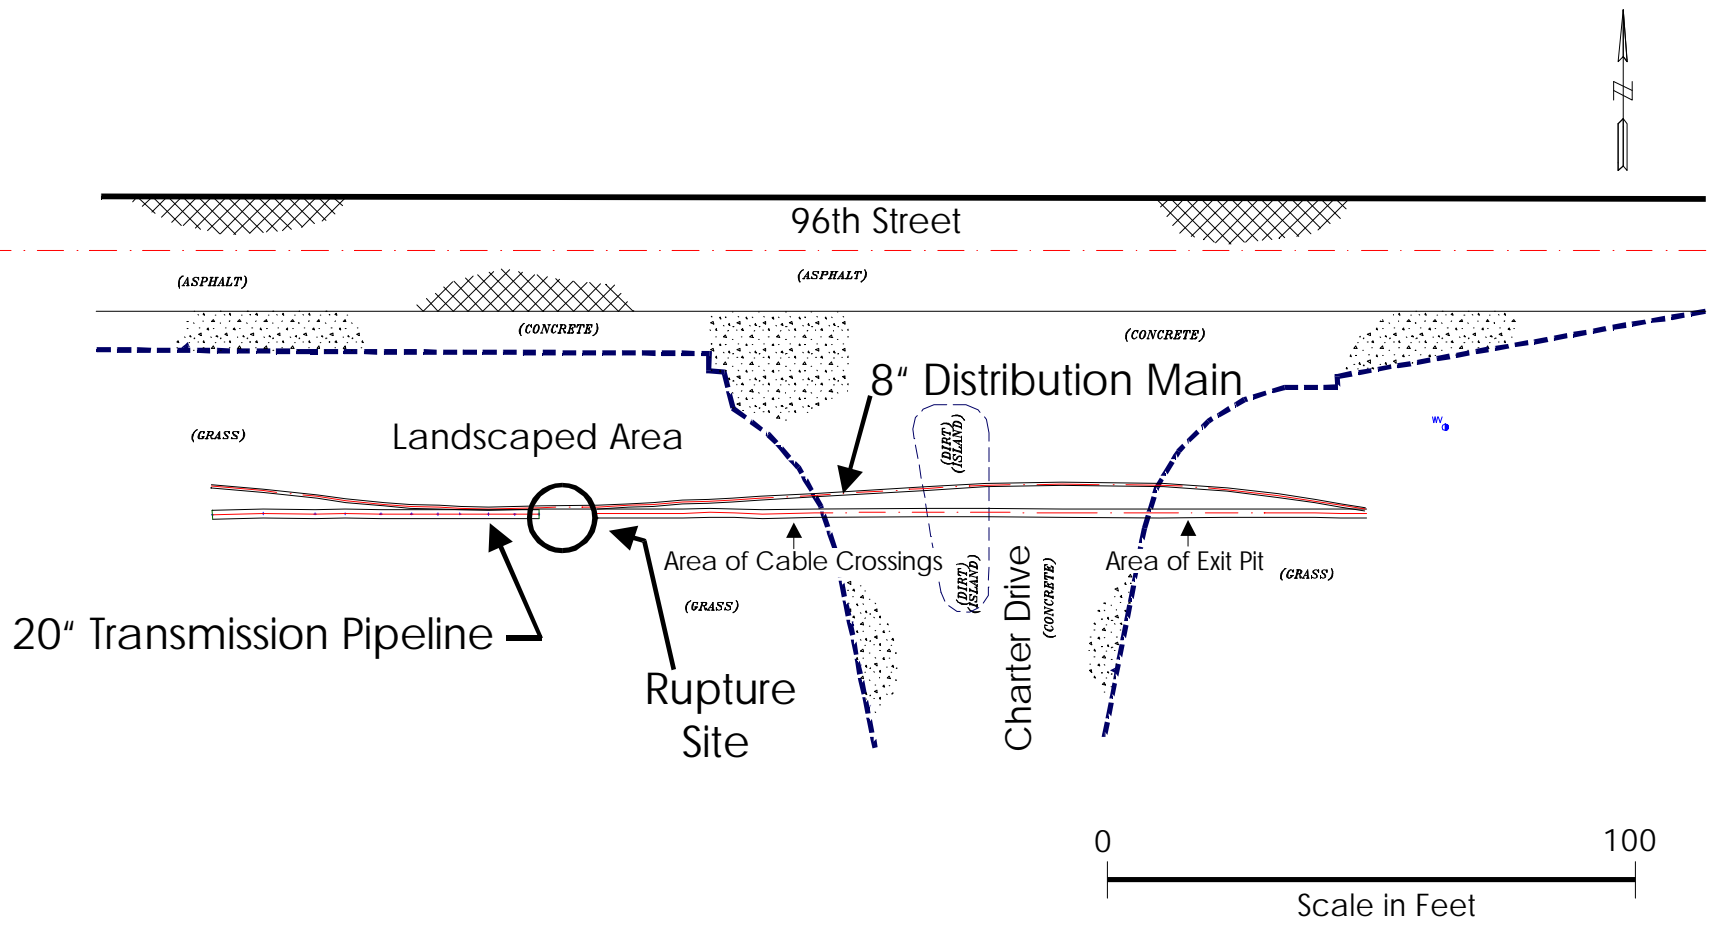 N
96th Street
(ASPHALT)
(ASPHALT)
(CONCRETE)
(CONCRETE)
8" Distribution Main
(GRASS)
Landscaped Area
(DIRT)
(ISLAND)
WV
Area of Cable Crossings
Area of Exit Pit
(GRASS)
(DIRT)
(ISLAND)
Charter Drive
(CONCRETE)
(GRASS)
20" Transmission Pipeline
Rupture
Site
0
100
Scale in Feet